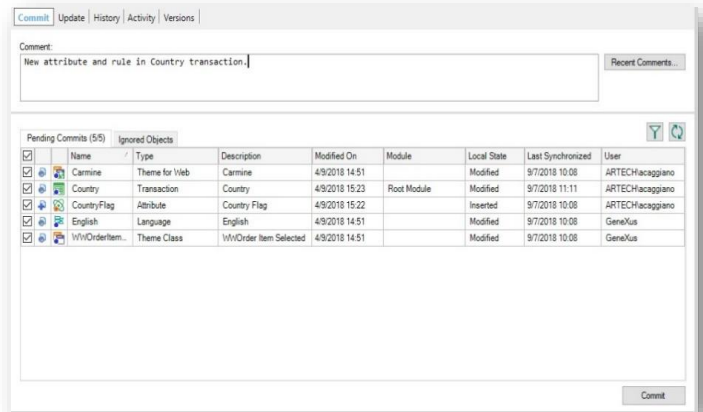 Commit Update History Activity Versions
Comment:
New attribute and rule in Country transaction.
Recent Comments...
Pending Commits (5/5) Ignored Objects
Name Type Description Modified On Module Local State Last Synchronized User
Carmine Theme for Web Carmine 4/9/2018 14:51 Modified 9/7/2018 10:08 ARTECH\acaggiano
Country Transaction Country 4/9/2018 15:23 Root Module Modified 9/7/2018 11:11 ARTECH\acaggiano
CountryFlag Attribute Country Flag 4/9/2018 15:22 Inserted 9/7/2018 10:08 ARTECH\acaggiano
English Language English 4/9/2018 14:51 Modified 9/7/2018 10:08 GeneXus
WWOrderItem... Theme Class WWOrder Item Selected 4/9/2018 14:51 Modified 9/7/2018 10:08 GeneXus
Commit